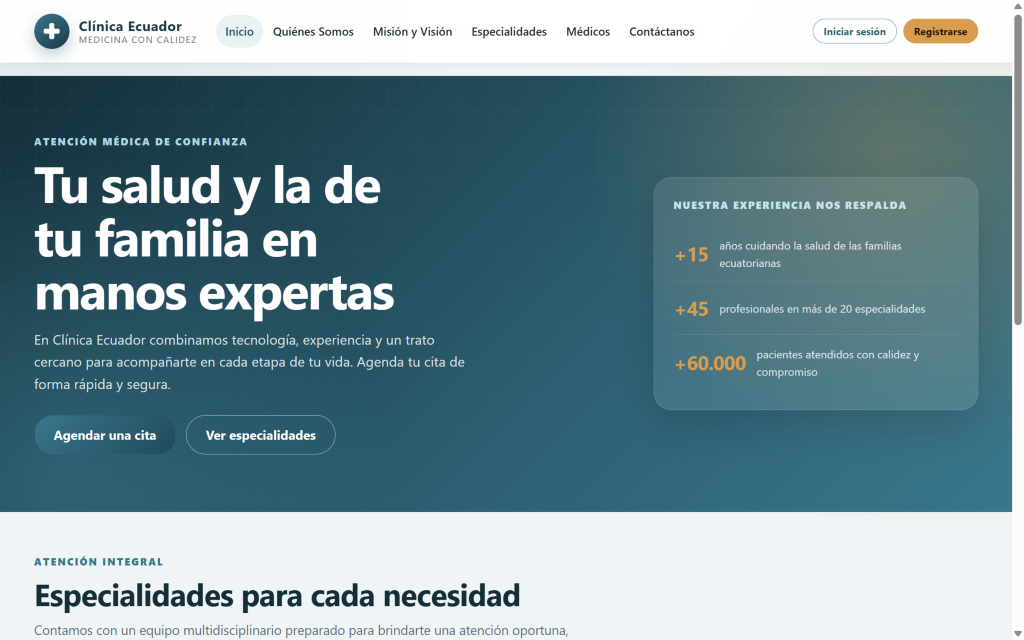 Clínica Ecuador
MEDICINA CON CALIDEZ
Inicio
Quiénes Somos
Misión y Visión
Especialidades
Médicos
Contáctanos
Iniciar sesión
Registrarse
ATENCIÓN MÉDICA DE CONFIANZA
Tu salud y la de
tu familia en
manos expertas
En Clínica Ecuador combinamos tecnología, experiencia y un trato
cercano para acompañarte en cada etapa de tu vida. Agenda tu cita de
forma rápida y segura.
Agendar una cita
Ver especialidades
NUESTRA EXPERIENCIA NOS RESPALDA
+15
años cuidando la salud de las familias
ecuatorianas
+45
profesionales en más de 20 especialidades
+60.000
pacientes atendidos con calidez y
compromiso
ATENCIÓN INTEGRAL
Especialidades para cada necesidad
Contamos con un equipo multidisciplinario preparado para brindarte una atención oportuna,